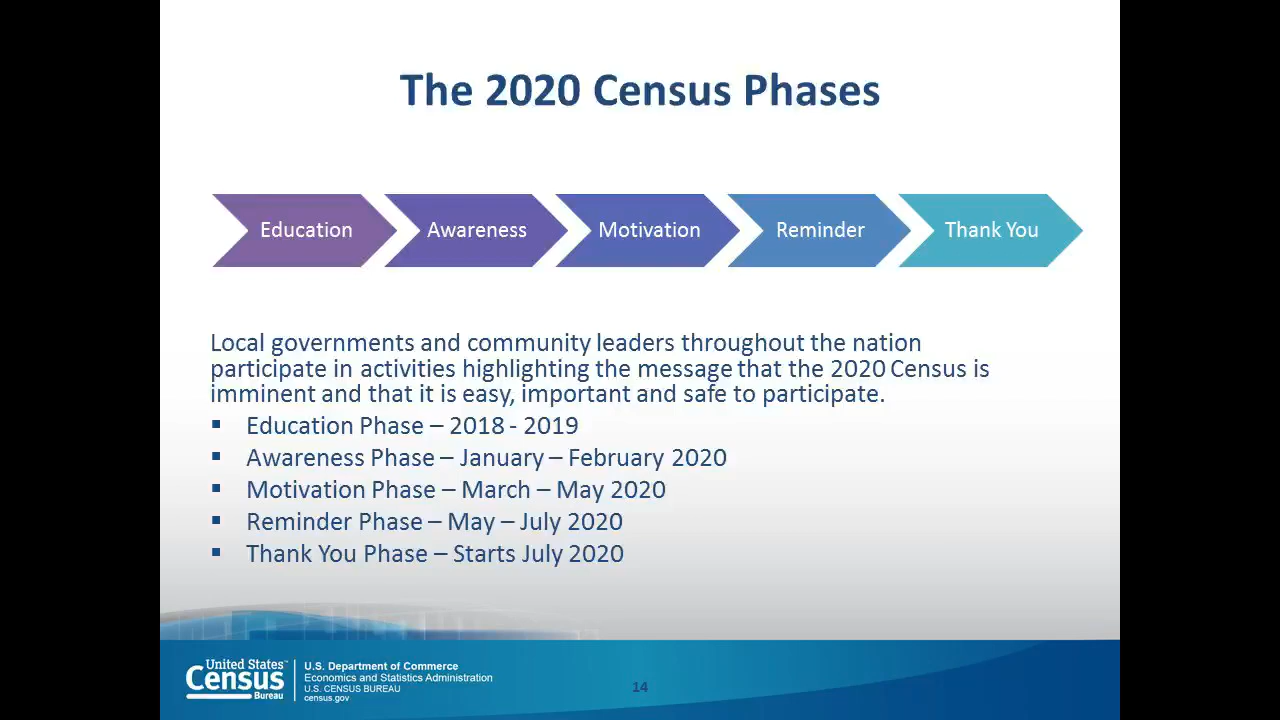 The 2020 Census Phases
Education
Awareness
Motivation
Reminder
Thank You
Local governments and community leaders throughout the nation
participate in activities highlighting the message that the 2020 Census is
imminent and that it is easy, important and safe to participate.
▪ Education Phase – 2018 - 2019
▪ Awareness Phase – January – February 2020
▪ Motivation Phase – March – May 2020
▪ Reminder Phase – May – July 2020
▪ Thank You Phase – Starts July 2020
United States™
Census
Bureau
U.S. Department of Commerce
Economics and Statistics Administration
U.S. CENSUS BUREAU
census.gov
14